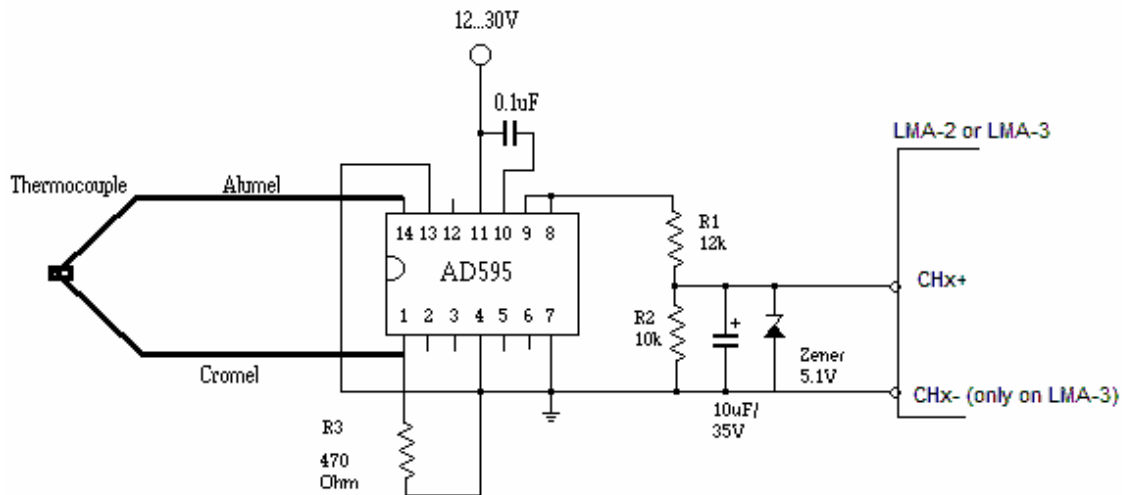 12...30V
0.1uF
LMA-2 or LMA-3
Thermocouple
Alumel
14 13 12 11 10 9 8
R1
12k
AD595
CHx+
1 2 3 4 5 6 7
R2
10k
+
Zener
5.1V
Cromel
CHx- (only on LMA-3)
10uF/
35V
R3
470
Ohm